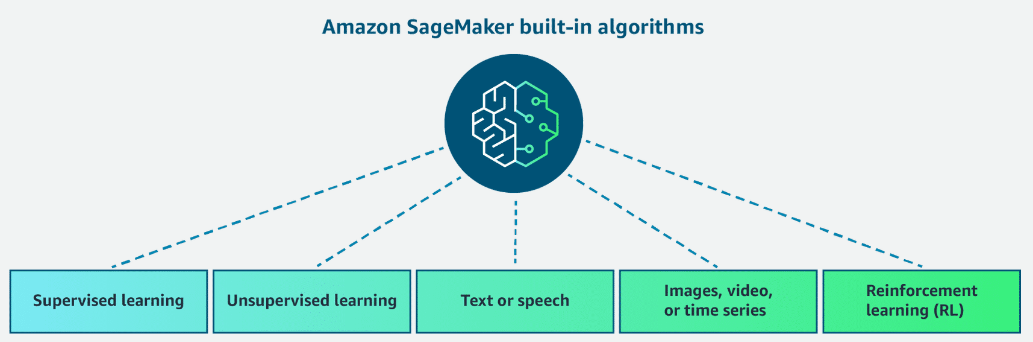 Amazon SageMaker built-in algorithms
Supervised learning
Unsupervised learning
Text or speech
Images, video,
or time series
Reinforcement
learning (RL)